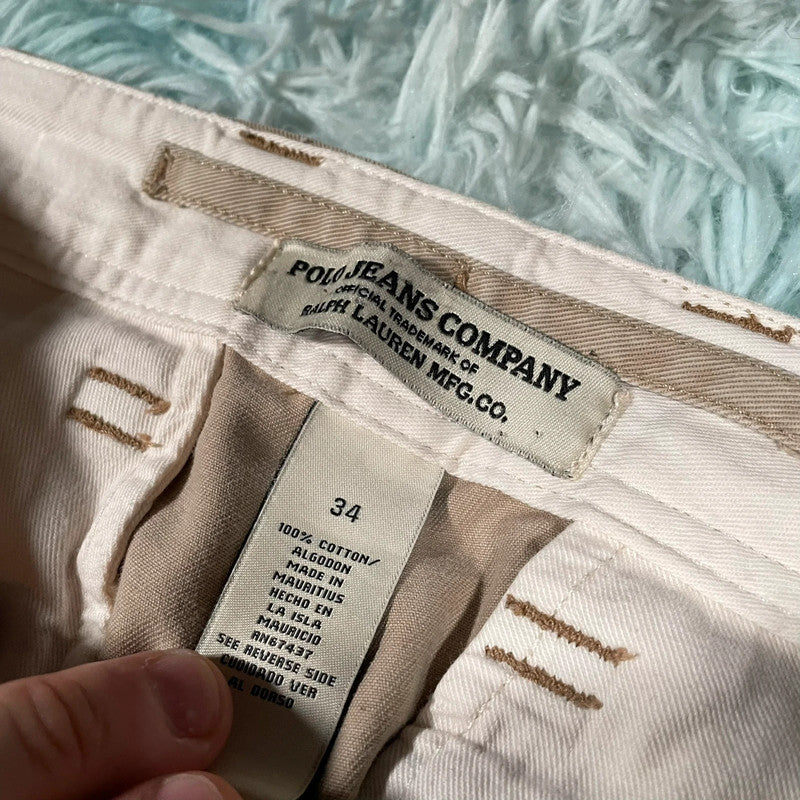 POLO JEANS COMPANY
OFFICIAL TRADEMARK OF
RALPH LAUREN MFG.CO.
34
100% COTTON/
ALGODON
MADE IN
MAURITIUS
HECHO EN
LA ISLA
MAURICIO
RN67437
SEE REVERSE SIDE
CUIDADO VER
AL DORSO